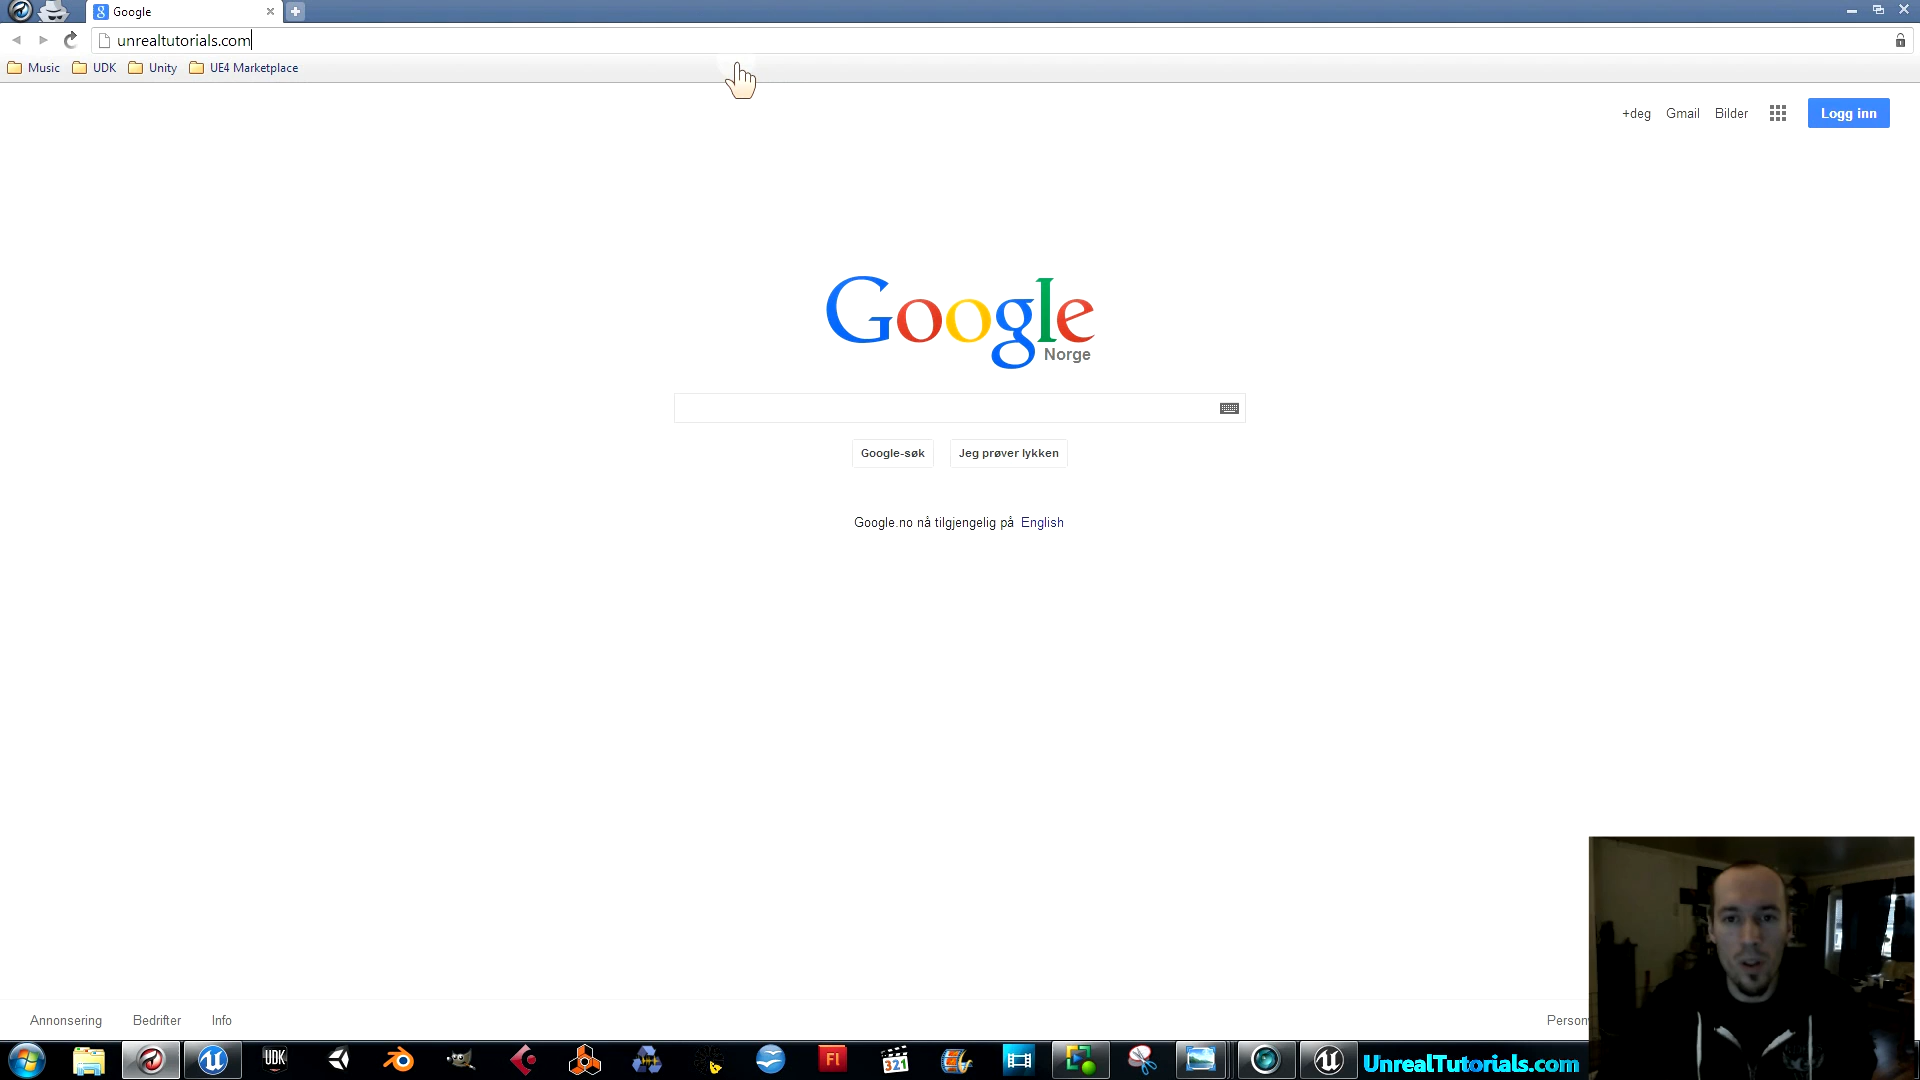 Google
unrealtutorials.com
Music UDK Unity UE4 Marketplace
+deg Gmail Bilder Logg inn
Google
Norge
Google-søk Jeg prøver lykken
Google.no nå tilgjengelig på English
Annonsering Bedrifter Info
UDK Fl 321 UnrealTutorials.com